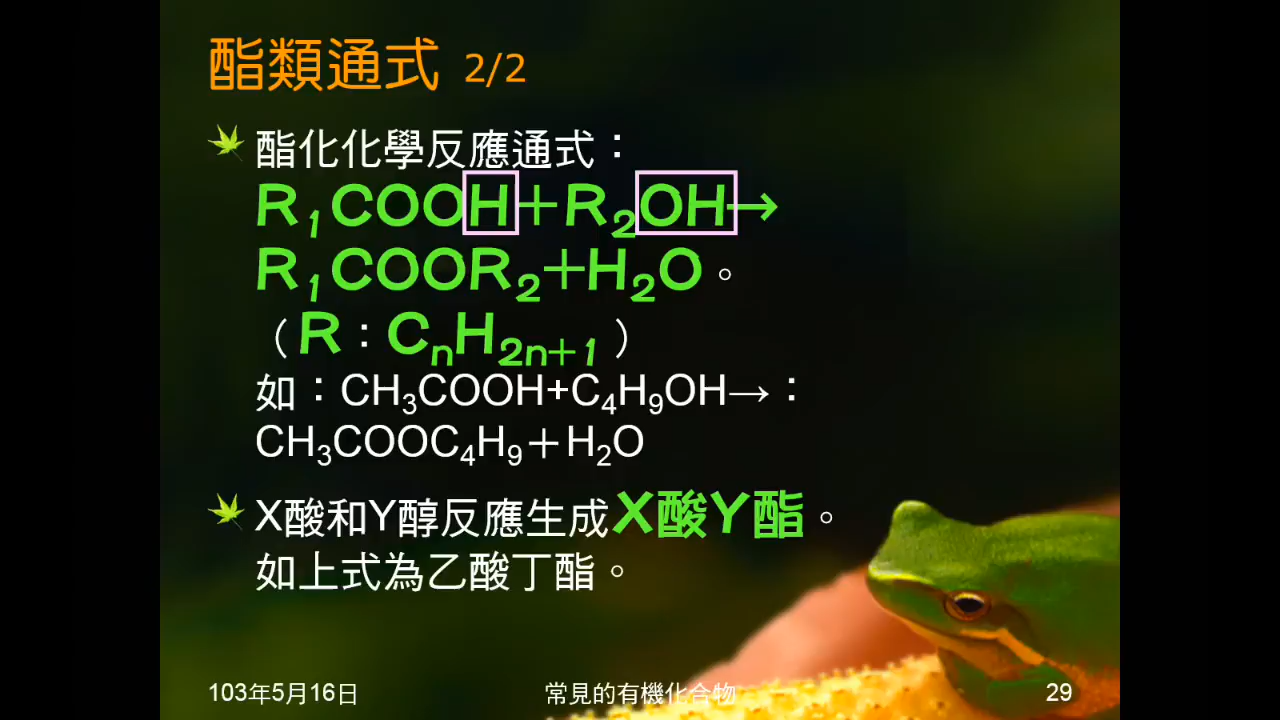 酯類通式 2/2
酯化化學反應通式：
R₁COOH＋R₂OH→
R₁COOR₂＋H₂O。
（R：CₙH₂ₙ₊₁）
如：CH₃COOH+C₄H₉OH→：
CH₃COOC₄H₉＋H₂O
X酸和Y醇反應生成X酸Y酯。
如上式為乙酸丁酯。
103年5月16日 常見的有機化合物 29